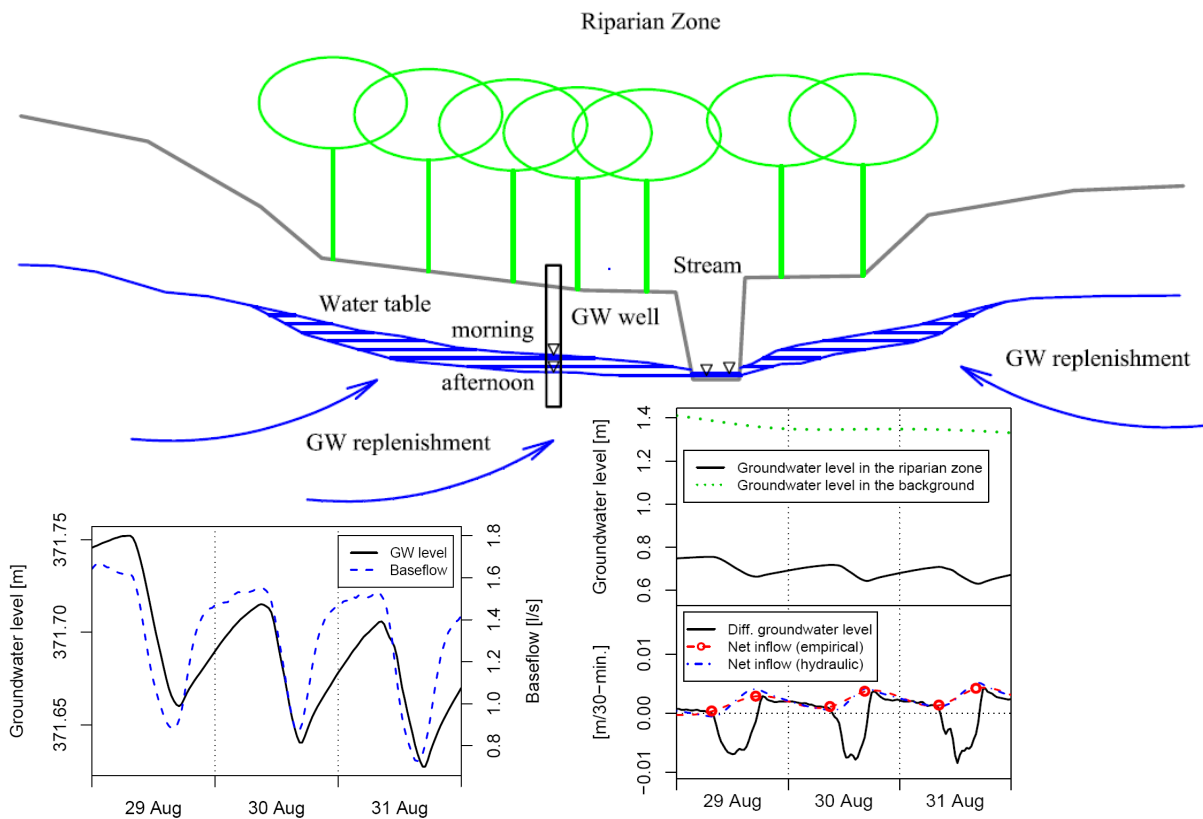 Riparian Zone
Stream
Water table
GW well
morning
afternoon
GW replenishment
GW replenishment
Groundwater level [m]
371.75
371.70
371.65
GW level
Baseflow
1.8
1.6
1.4
1.2
1.0
0.8
Baseflow [l/s]
29 Aug
30 Aug
31 Aug
Groundwater level [m]
1.4
1.2
1.0
0.8
0.6
Groundwater level in the riparian zone
Groundwater level in the background
[m/30-min.]
0.01
0.00
−0.01
Diff. groundwater level
Net inflow (empirical)
Net inflow (hydraulic)
29 Aug
30 Aug
31 Aug